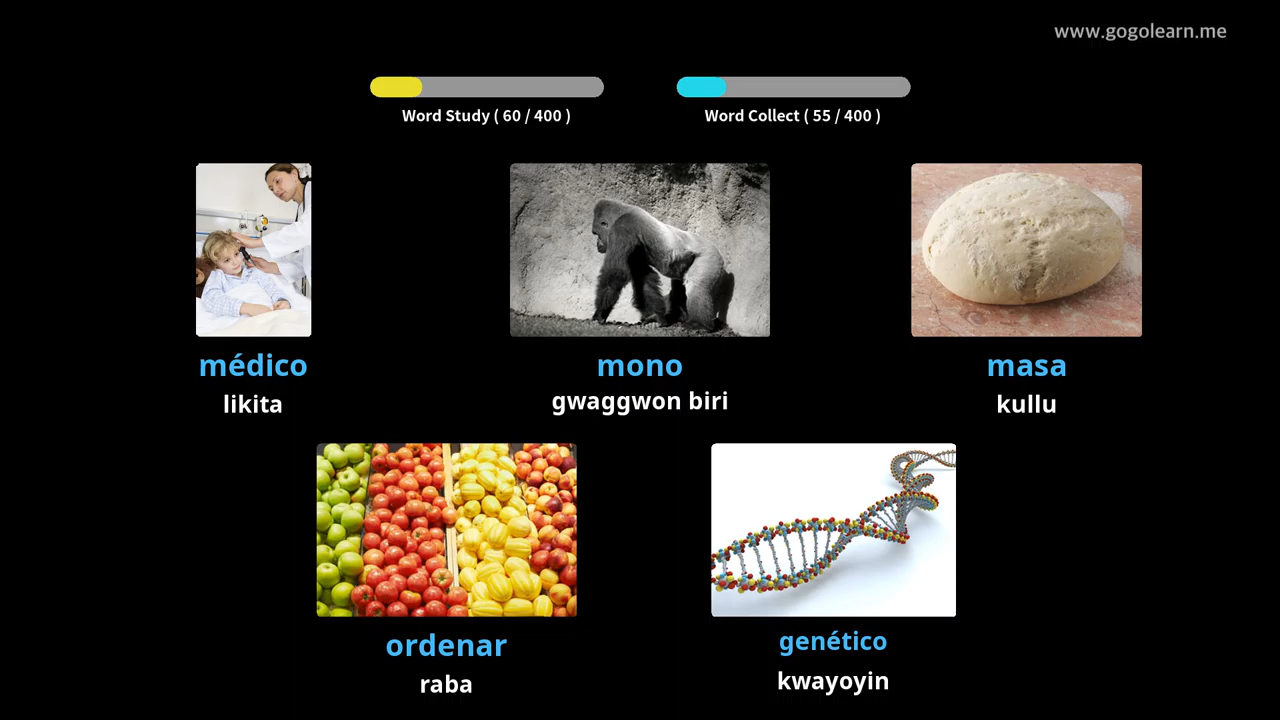 www.gogolearn.me
Word Study ( 60 / 400 )
Word Collect ( 55 / 400 )
médico
likita
mono
gwaggwon biri
masa
kullu
ordenar
raba
genético
kwayoyin